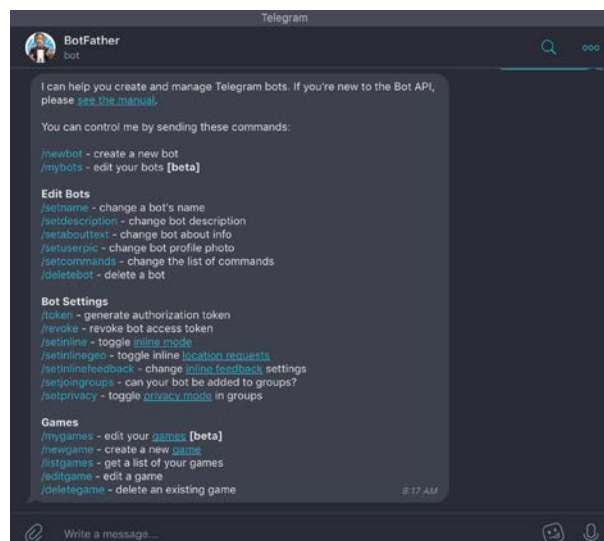 Telegram
BotFather
bot
I can help you create and manage Telegram bots. If you're new to the Bot API,
please see the manual.
You can control me by sending these commands:
/newbot - create a new bot
/mybots - edit your bots [beta]
Edit Bots
/setname - change a bot's name
/setdescription - change bot description
/setabouttext - change bot about info
/setuserpic - change bot profile photo
/setcommands - change the list of commands
/deletebot - delete a bot
Bot Settings
/token - generate authorization token
/revoke - revoke bot access token
/setinline - toggle inline mode
/setinlinegeo - toggle inline location requests
/setinlinefeedback - change inline feedback settings
/setjoingroups - can your bot be added to groups?
/setprivacy - toggle privacy mode in groups
Games
/mygames - edit your games [beta]
/newgame - create a new game
/listgames - get a list of your games
/editgame - edit a game
/deletegame - delete an existing game
8:17 AM
Write a message...